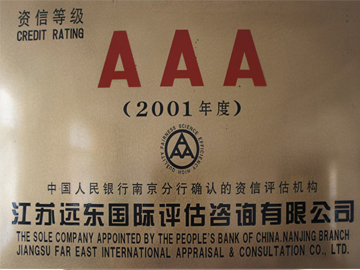 资信等级
CREDIT RATING
AAA
(2001年度)
AAA
中国人民银行南京分行确认的资信评估机构
江苏远东国际评估咨询有限公司
THE SOLE COMPANY APPOINTED BY THE PEOPLE'S BANK OF CHINA.NANJING BRANCH
JIANGSU FAR EAST INTERNATIONAL APPRAISAL & CONSULTATION CO., LTD.